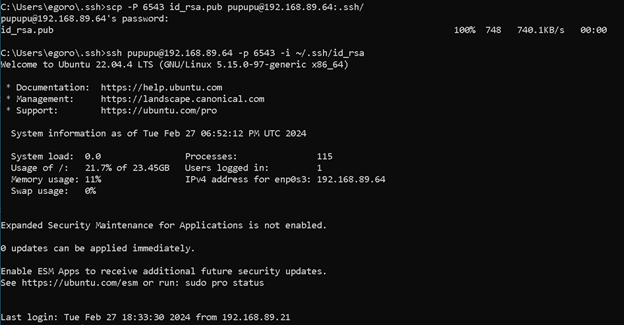 C:\Users\egoro\.ssh>scp -P 6543 id_rsa.pub pupupu@192.168.89.64:.ssh/
pupupu@192.168.89.64's password:
id_rsa.pub 100% 748 740.1KB/s 00:00
C:\Users\egoro\.ssh>ssh pupupu@192.168.89.64 -p 6543 -i ~/.ssh/id_rsa
Welcome to Ubuntu 22.04.4 LTS (GNU/Linux 5.15.0-97-generic x86_64)
* Documentation: https://help.ubuntu.com
* Management: https://landscape.canonical.com
* Support: https://ubuntu.com/pro
System information as of Tue Feb 27 06:52:12 PM UTC 2024
System load: 0.0 Processes: 115
Usage of /: 21.7% of 23.45GB Users logged in: 1
Memory usage: 11% IPv4 address for enp0s3: 192.168.89.64
Swap usage: 0%
Expanded Security Maintenance for Applications is not enabled.
0 updates can be applied immediately.
Enable ESM Apps to receive additional future security updates.
See https://ubuntu.com/esm or run: sudo pro status
Last login: Tue Feb 27 18:33:30 2024 from 192.168.89.21